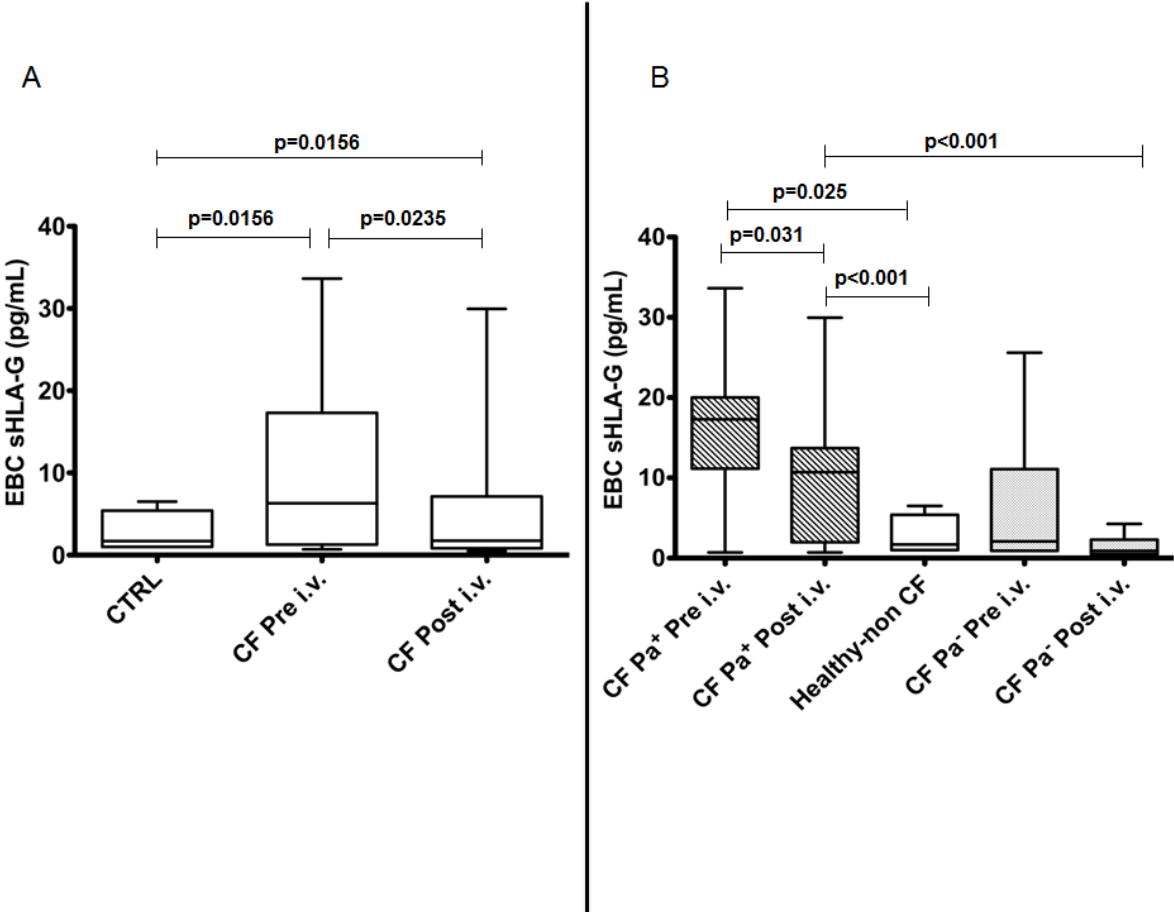 A
p=0.0156
p=0.0156
p=0.0235
EBC sHLA-G (pg/mL)
40
30
20
10
0
CTRL
CF Pre i.v.
CF Post i.v.
B
p<0.001
p=0.025
p=0.031
p<0.001
EBC sHLA-G (pg/mL)
40
30
20
10
0
CF Pa⁺ Pre i.v.
CF Pa⁺ Post i.v.
Healthy-non CF
CF Pa⁻ Pre i.v.
CF Pa⁻ Post i.v.